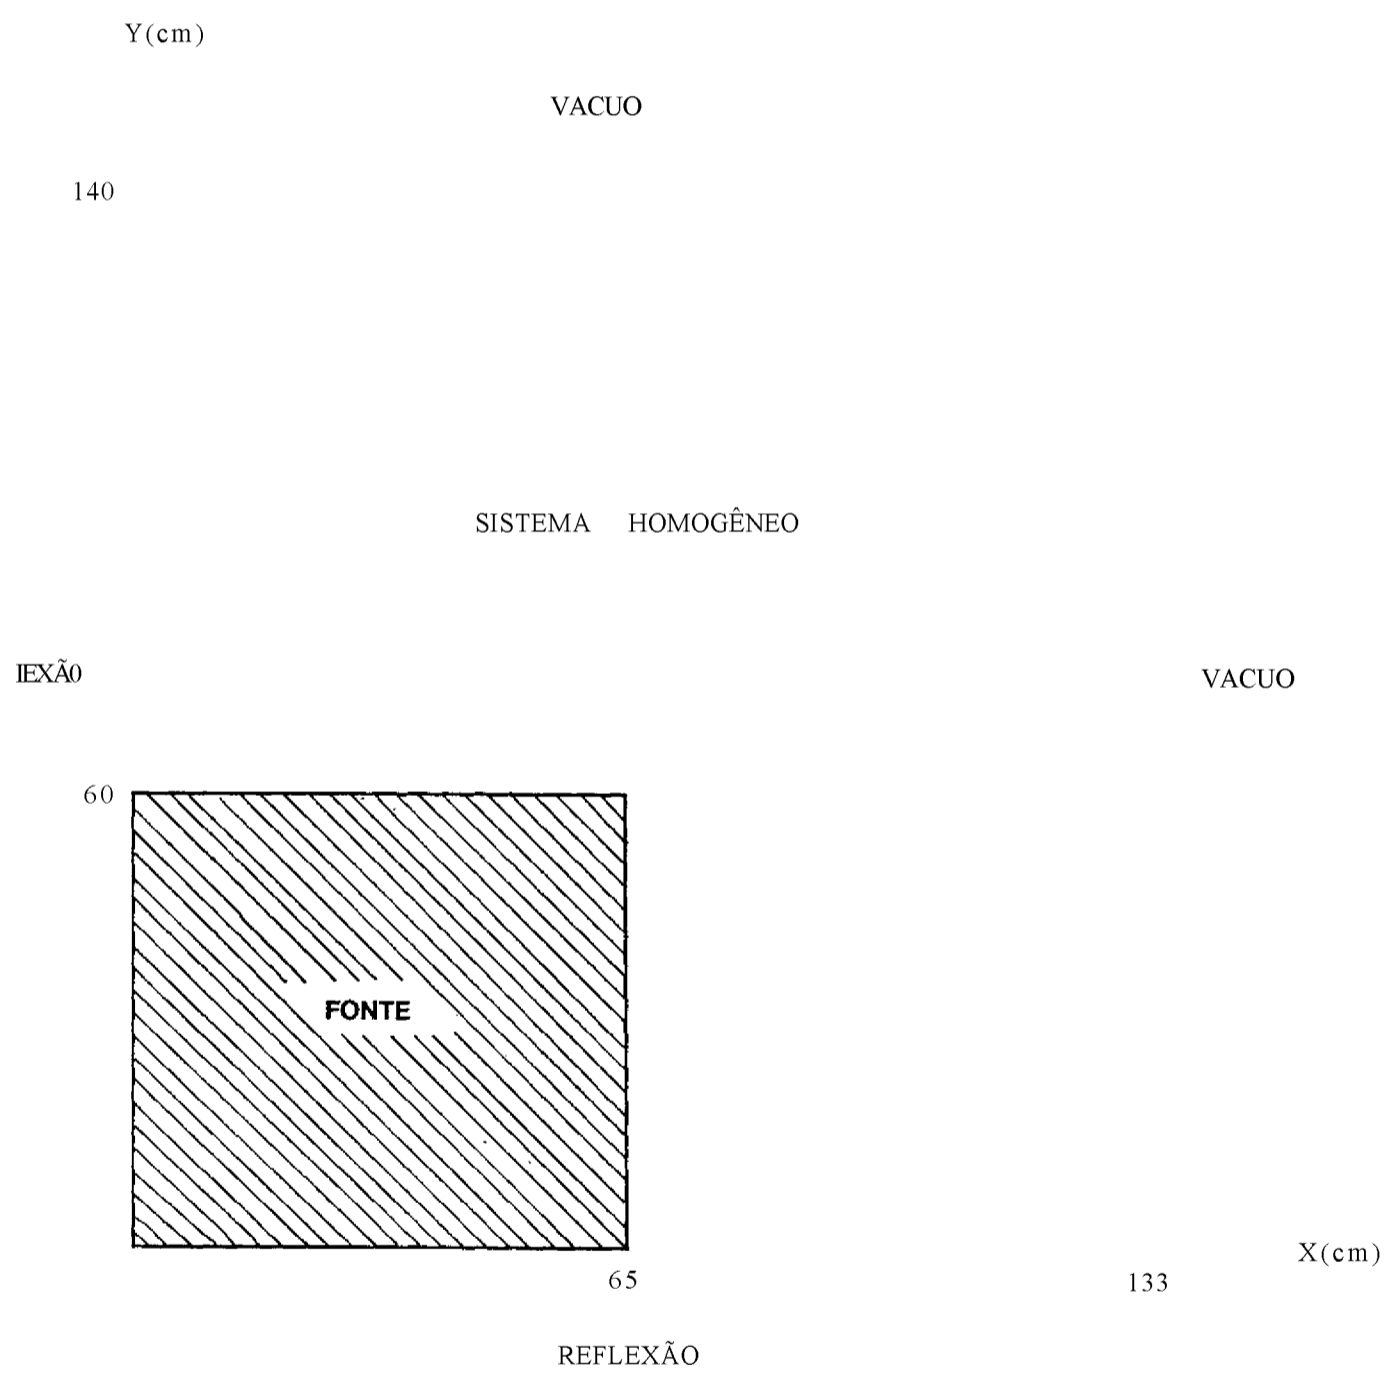 Y(cm)
VACUO
140
SISTEMA HOMOGÊNEO
IEXÃ0
VACUO
60
FONTE
X(cm)
65
133
REFLEXÃO